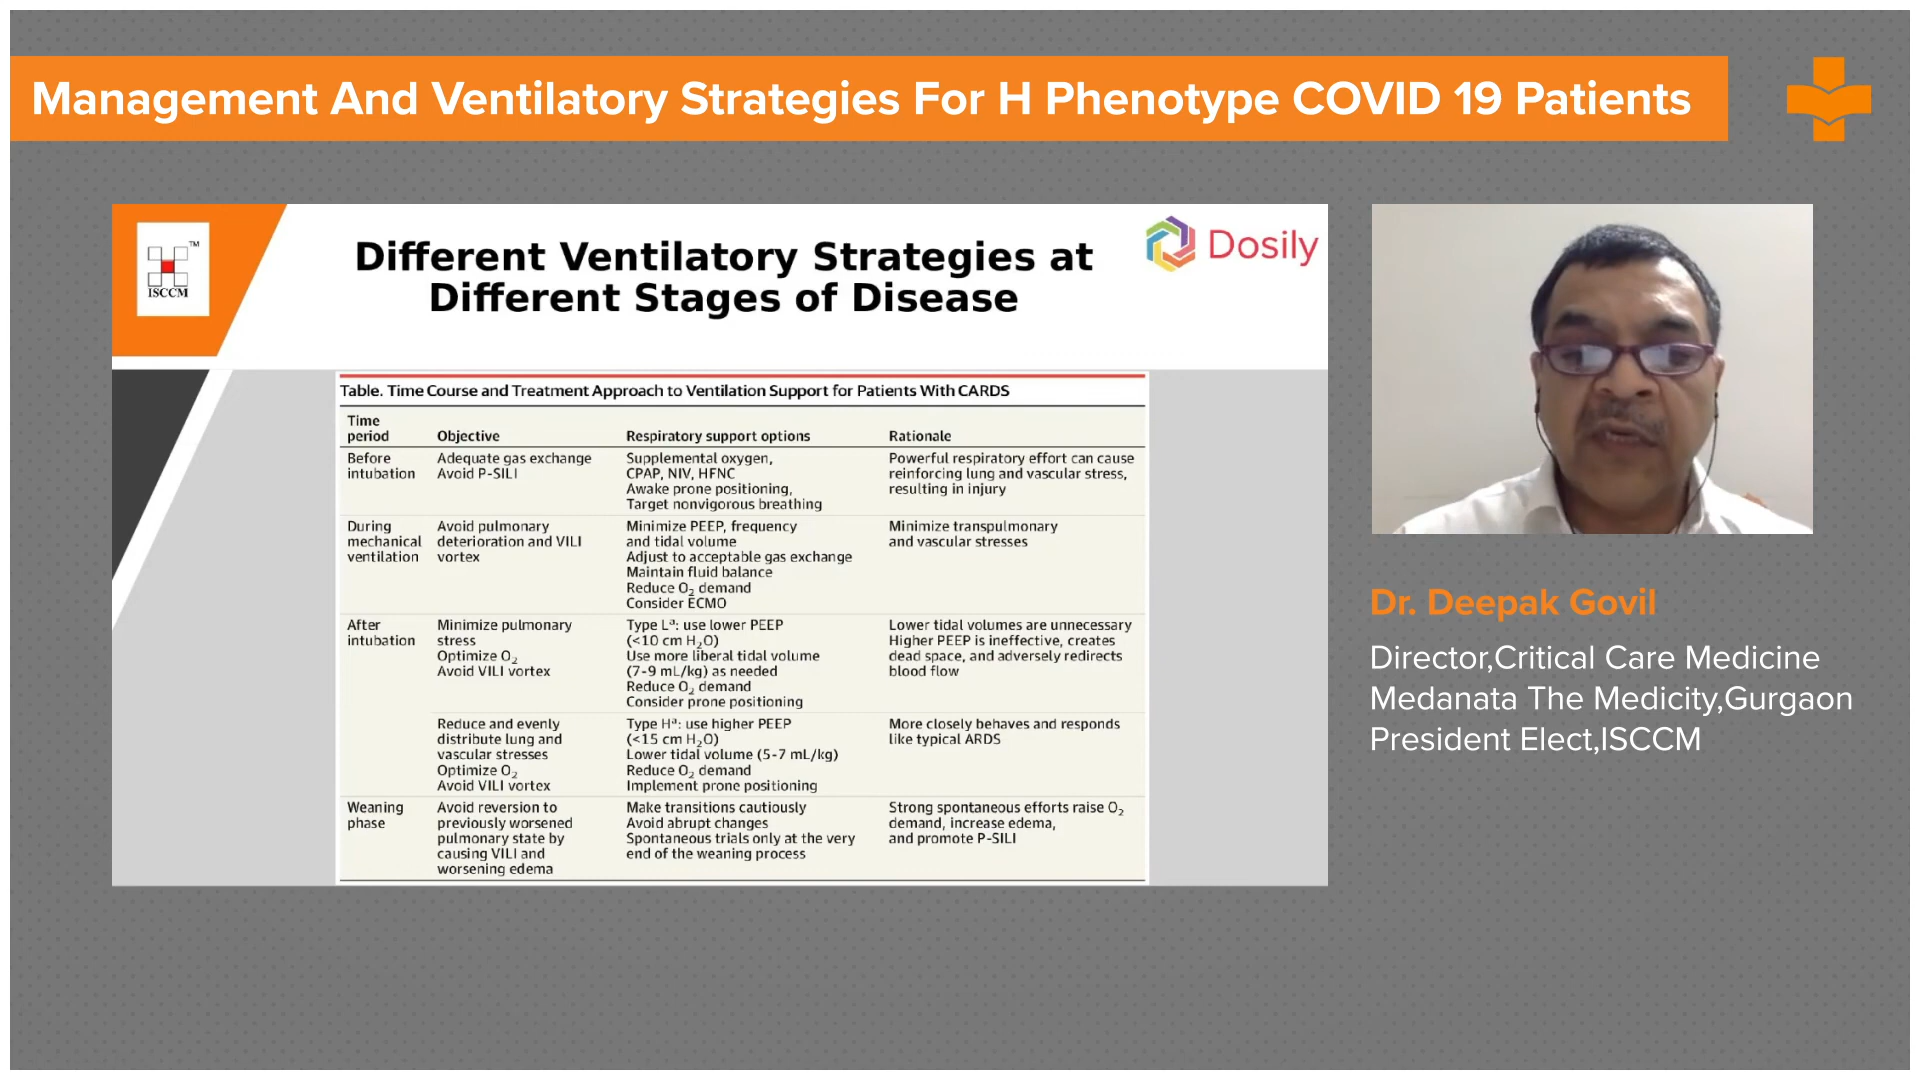 Management And Ventilatory Strategies For H Phenotype COVID 19 Patients
TM
ISCCM
Different Ventilatory Strategies at
Different Stages of Disease
Dosily
Table. Time Course and Treatment Approach to Ventilation Support for Patients With CARDS
Time
period
Objective
Respiratory support options
Rationale
Before
intubation
Adequate gas exchange
Avoid P-SILI
Supplemental oxygen,
CPAP, NIV, HFNC
Awake prone positioning,
Target nonvigorous breathing
Powerful respiratory effort can cause
reinforcing lung and vascular stress,
resulting in injury
During
mechanical
ventilation
Avoid pulmonary
deterioration and VILI
vortex
Minimize PEEP, frequency
and tidal volume
Adjust to acceptable gas exchange
Maintain fluid balance
Reduce O₂ demand
Consider ECMO
Minimize transpulmonary
and vascular stresses
After
intubation
Minimize pulmonary
stress
Optimize O₂
Avoid VILI vortex
Type Lᵃ: use lower PEEP
(<10 cm H₂O)
Use more liberal tidal volume
(7-9 mL/kg) as needed
Reduce O₂ demand
Consider prone positioning
Lower tidal volumes are unnecessary
Higher PEEP is ineffective, creates
dead space, and adversely redirects
blood flow
Reduce and evenly
distribute lung and
vascular stresses
Optimize O₂
Avoid VILI vortex
Type Hᵃ: use higher PEEP
(<15 cm H₂O)
Lower tidal volume (5-7 mL/kg)
Reduce O₂ demand
Implement prone positioning
More closely behaves and responds
like typical ARDS
Weaning
phase
Avoid reversion to
previously worsened
pulmonary state by
causing VILI and
worsening edema
Make transitions cautiously
Avoid abrupt changes
Spontaneous trials only at the very
end of the weaning process
Strong spontaneous efforts raise O₂
demand, increase edema,
and promote P-SILI
Dr. Deepak Govil
Director,Critical Care Medicine
Medanata The Medicity,Gurgaon
President Elect,ISCCM